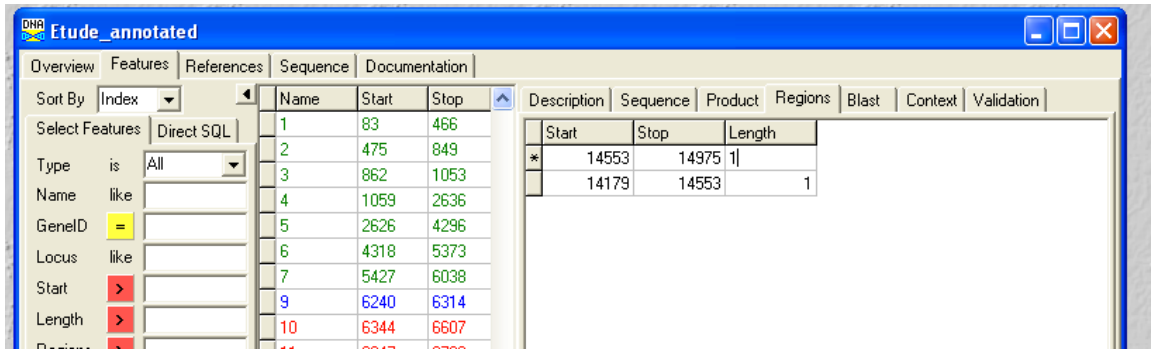 DNA Etude_annotated
Overview Features References Sequence Documentation
Sort By Index
Select Features Direct SQL
Type is All
Name like
GeneID =
Locus like
Start >
Length >
Name Start Stop
1 83 466
2 475 849
3 862 1053
4 1059 2636
5 2626 4296
6 4318 5373
7 5427 6038
9 6240 6314
10 6344 6607
Description Sequence Product Regions Blast Context Validation
Start Stop Length
* 14553 14975 1
14179 14553 1